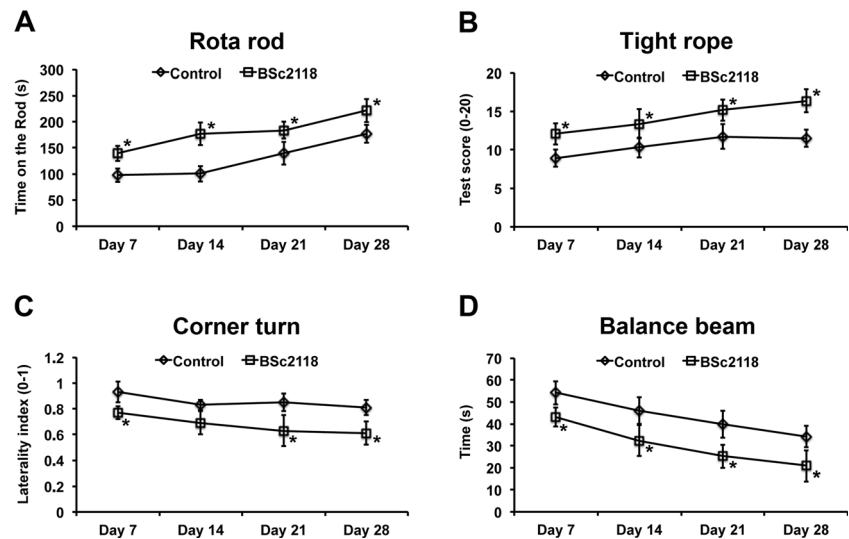 A
Rota rod
Control BSc2118
Time on the Rod (s)
300
250
200
150
100
50
0
* * * *
Day 7 Day 14 Day 21 Day 28
B
Tight rope
Control BSc2118
Test score (0-20)
20
15
10
5
0
* * * *
Day 7 Day 14 Day 21 Day 28
C
Corner turn
Control BSc2118
Laterality index (0-1)
1.2
1
0.8
0.6
0.4
0.2
0
* * *
Day 7 Day 14 Day 21 Day 28
D
Balance beam
Control BSc2118
Time (s)
70
60
50
40
30
20
10
0
* * * *
Day 7 Day 14 Day 21 Day 28